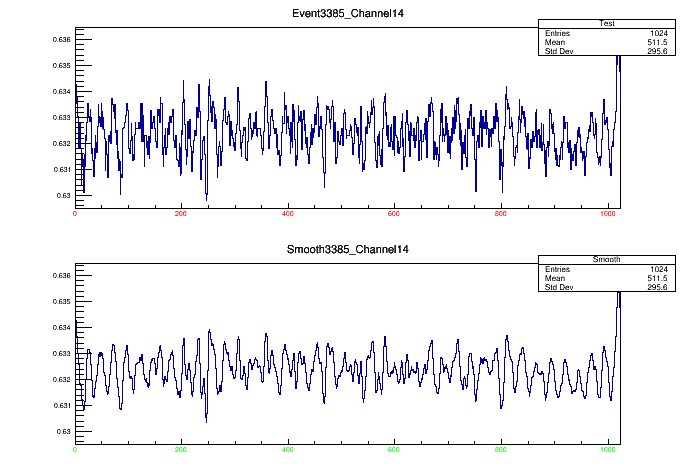 Event3385_Channel14
Test
Entries 1024
Mean 511.5
Std Dev 295.6
0.636
0.635
0.634
0.633
0.632
0.631
0.63
0 200 400 600 800 1000
Smooth3385_Channel14
Smooth
Entries 1024
Mean 511.5
Std Dev 295.6
0.636
0.635
0.634
0.633
0.632
0.631
0.63
0 200 400 600 800 1000